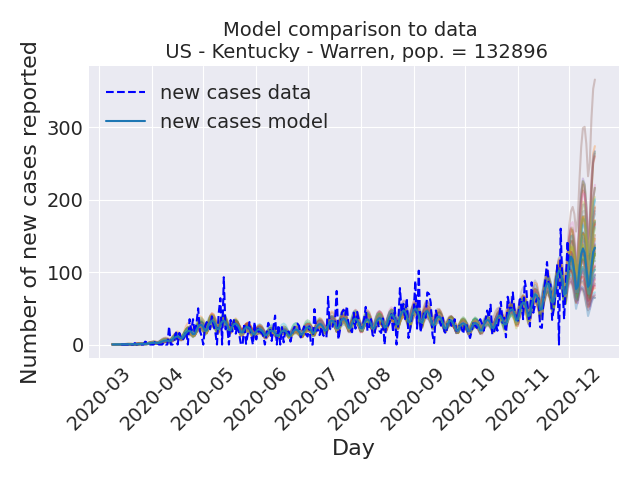 Model comparison to data
US - Kentucky - Warren, pop. = 132896
new cases data
new cases model
Number of new cases reported
300
200
100
0
2020-03
2020-04
2020-05
2020-06
2020-07
2020-08
2020-09
2020-10
2020-11
2020-12
Day